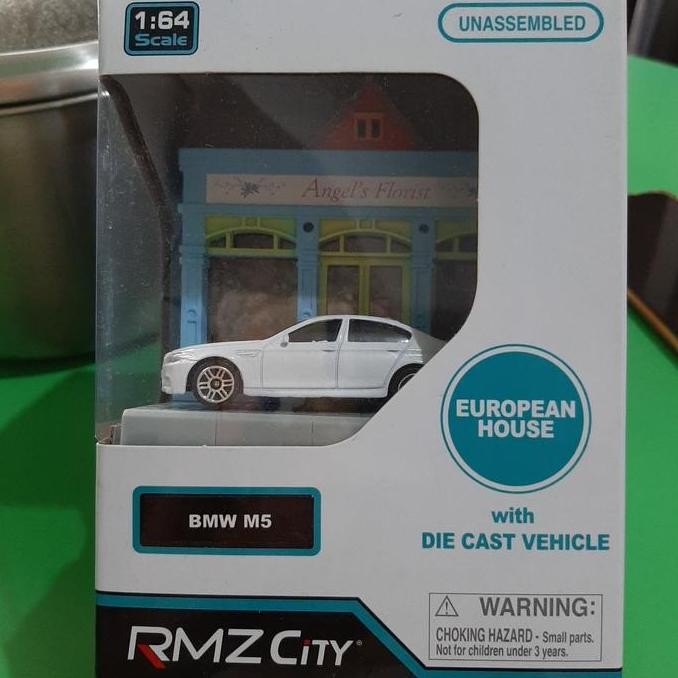 1:64
Scale
UNASSEMBLED
Angel's Florist
EUROPEAN
HOUSE
with
DIE CAST VEHICLE
BMW M5
RMZ CiTY®
WARNING:
CHOKING HAZARD - Small parts.
Not for children under 3 years.